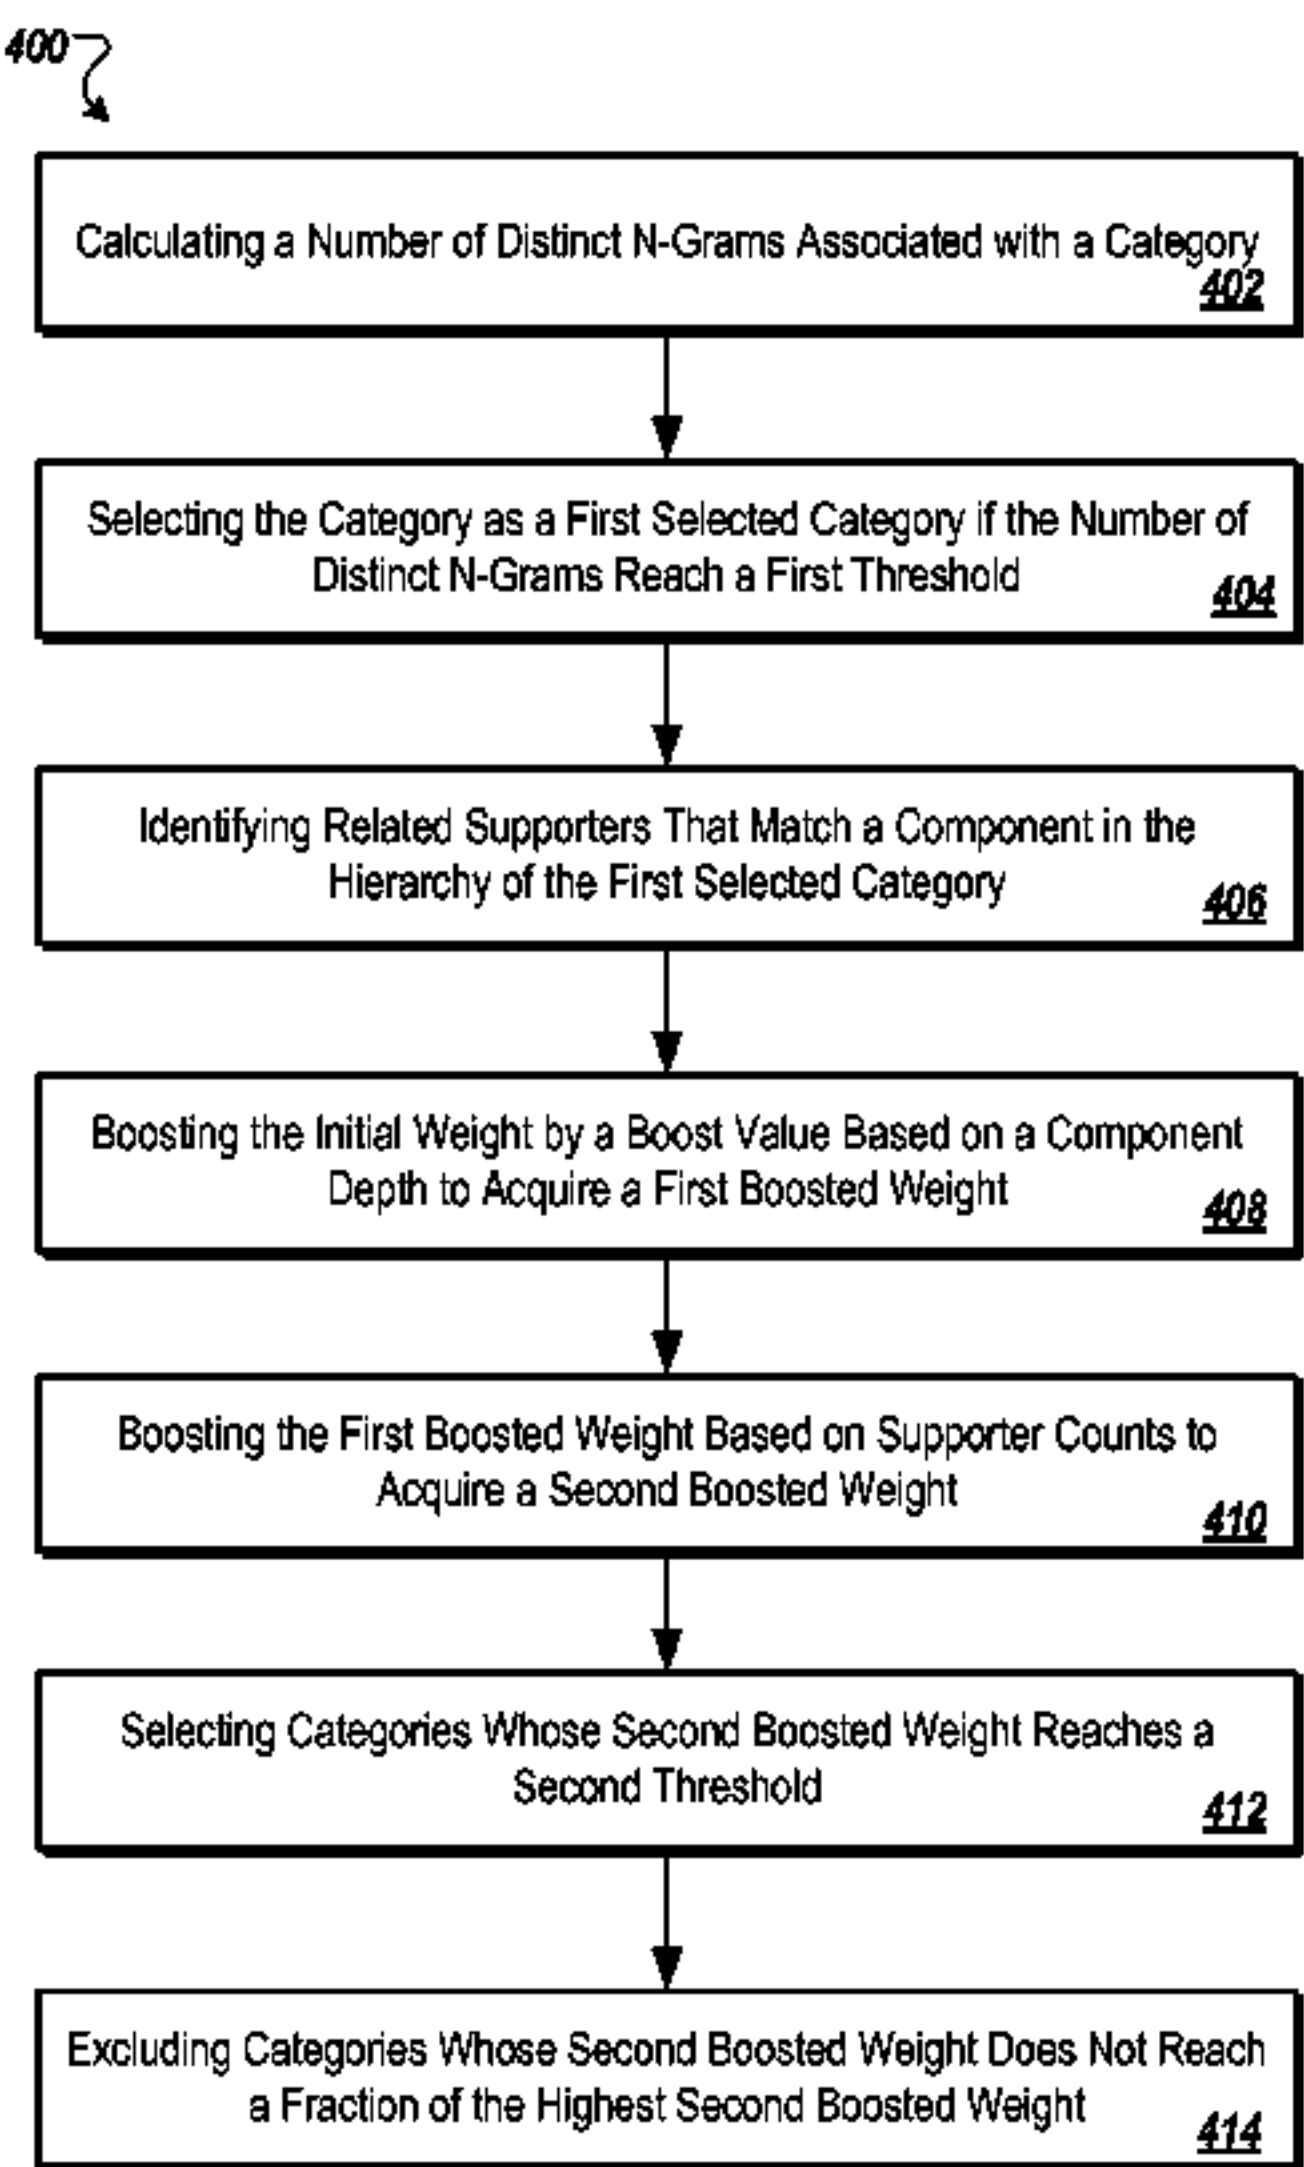 400
Calculating a Number of Distinct N-Grams Associated with a Category
402
Selecting the Category as a First Selected Category if the Number of
Distinct N-Grams Reach a First Threshold
404
Identifying Related Supporters That Match a Component in the
Hierarchy of the First Selected Category
406
Boosting the Initial Weight by a Boost Value Based on a Component
Depth to Acquire a First Boosted Weight
408
Boosting the First Boosted Weight Based on Supporter Counts to
Acquire a Second Boosted Weight
410
Selecting Categories Whose Second Boosted Weight Reaches a
Second Threshold
412
Excluding Categories Whose Second Boosted Weight Does Not Reach
a Fraction of the Highest Second Boosted Weight
414